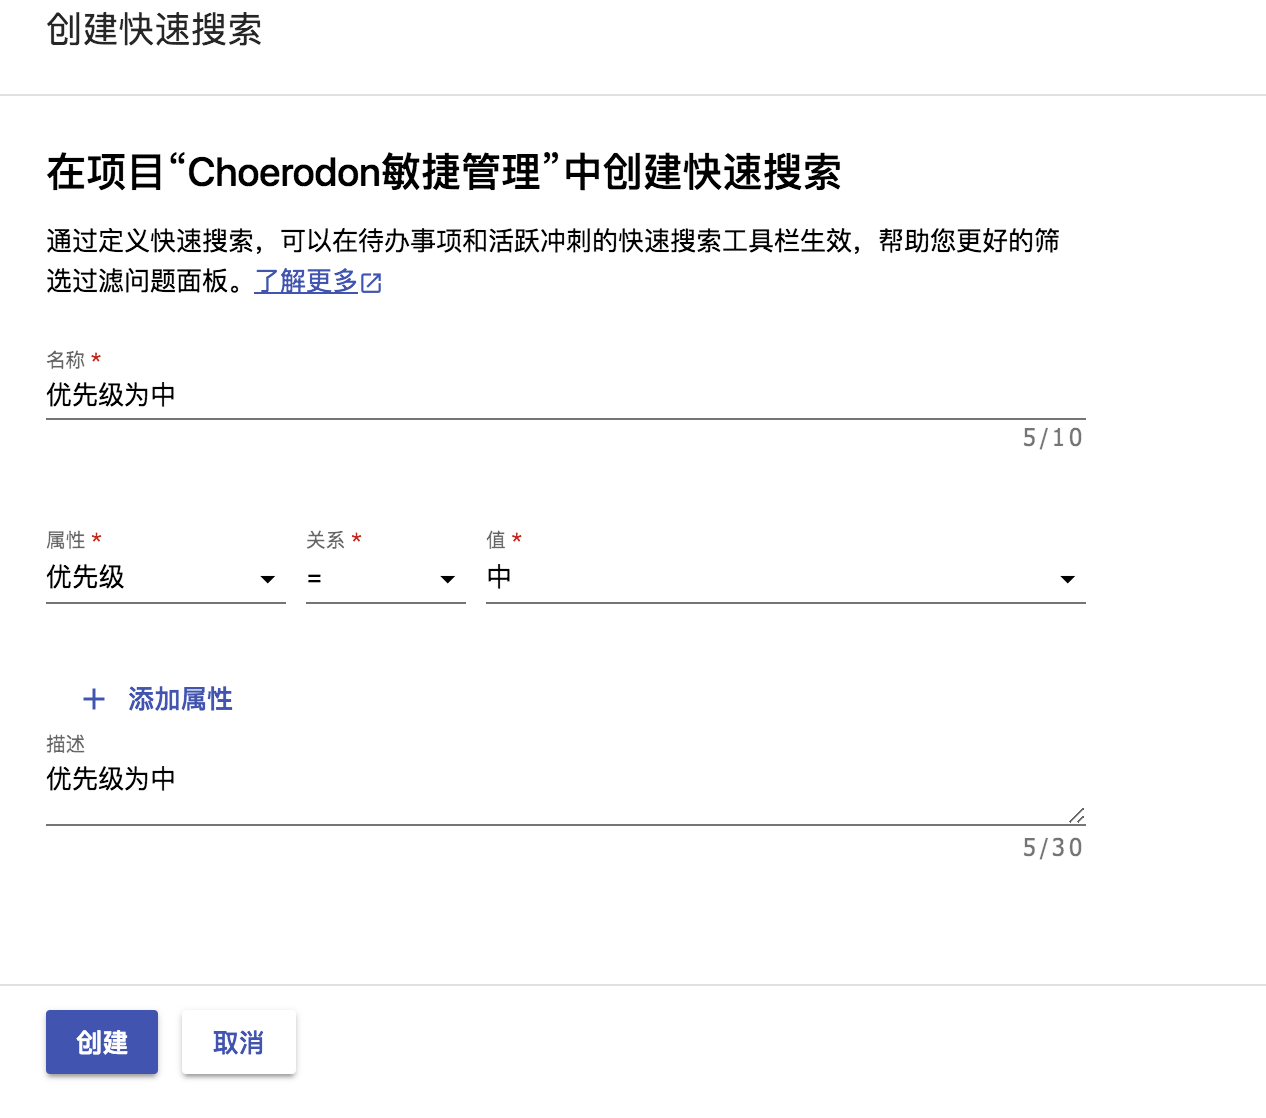 创建快速搜索
在项目“Choerodon敏捷管理”中创建快速搜索
通过定义快速搜索，可以在待办事项和活跃冲刺的快速搜索工具栏生效，帮助您更好的筛
选过滤问题面板。了解更多
名称 *
优先级为中
5/10
属性 * 关系 * 值 *
优先级 = 中
+ 添加属性
描述
优先级为中
5/30
创建 取消